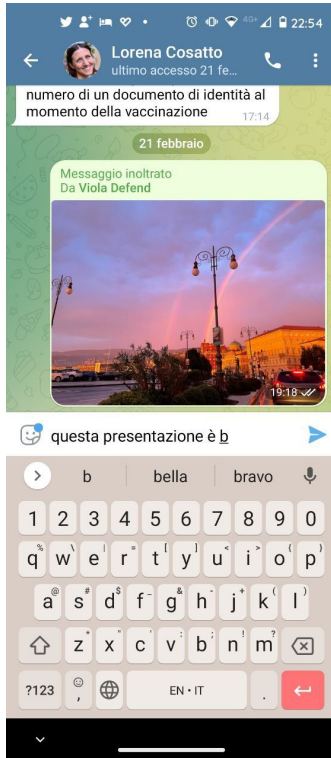 4G+ 22:54
Lorena Cosatto
ultimo accesso 21 fe...
numero di un documento di identità al
momento della vaccinazione 17:14
21 febbraio
Messaggio inoltrato
Da Viola Defend
19:18
questa presentazione è b
b bella bravo
1 2 3 4 5 6 7 8 9 0
q w e r t y u i o p
a s d f g h j k l
z x c v b n m
?123 , EN • IT .